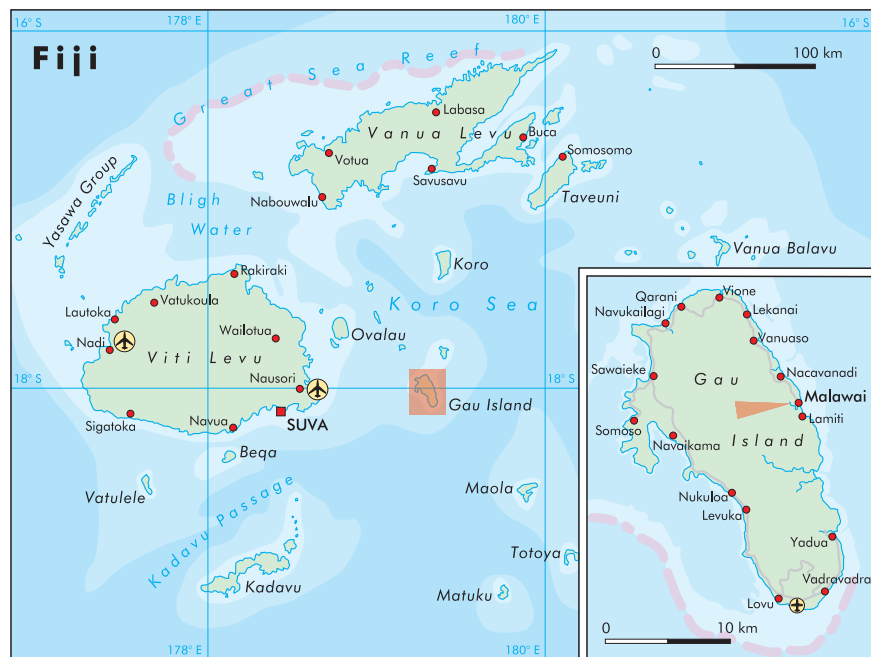 16° S
178° E
180° E
16° S
Fiji
0
100 km
Great Sea Reef
Labasa
Vanua Levu
Buca
Votua
Somosomo
Savusavu
Nabouwalu
Taveuni
Yasawa Group
Bligh
Water
Vanua Balavu
Koro
Rakiraki
Koro Sea
Vatukoula
Lautoka
Ovalau
Wailotua
Nadi
Viti Levu
18° S
Nausori
18° S
Gau Island
Sigatoka
Navua
SUVA
Beqa
Vatulele
Maola
Kadavu Passage
Totoya
Kadavu
Matuku
178° E
180° E
Vione
Qarani
Lekanai
Navukailagi
Vanuaso
Sawaieke
Gau
Nacavanadi
Malawai
Lamiti
Somoso
Navaikama
Island
Nukuloa
Levuka
Yadua
Vadravadra
Lovu
0
10 km